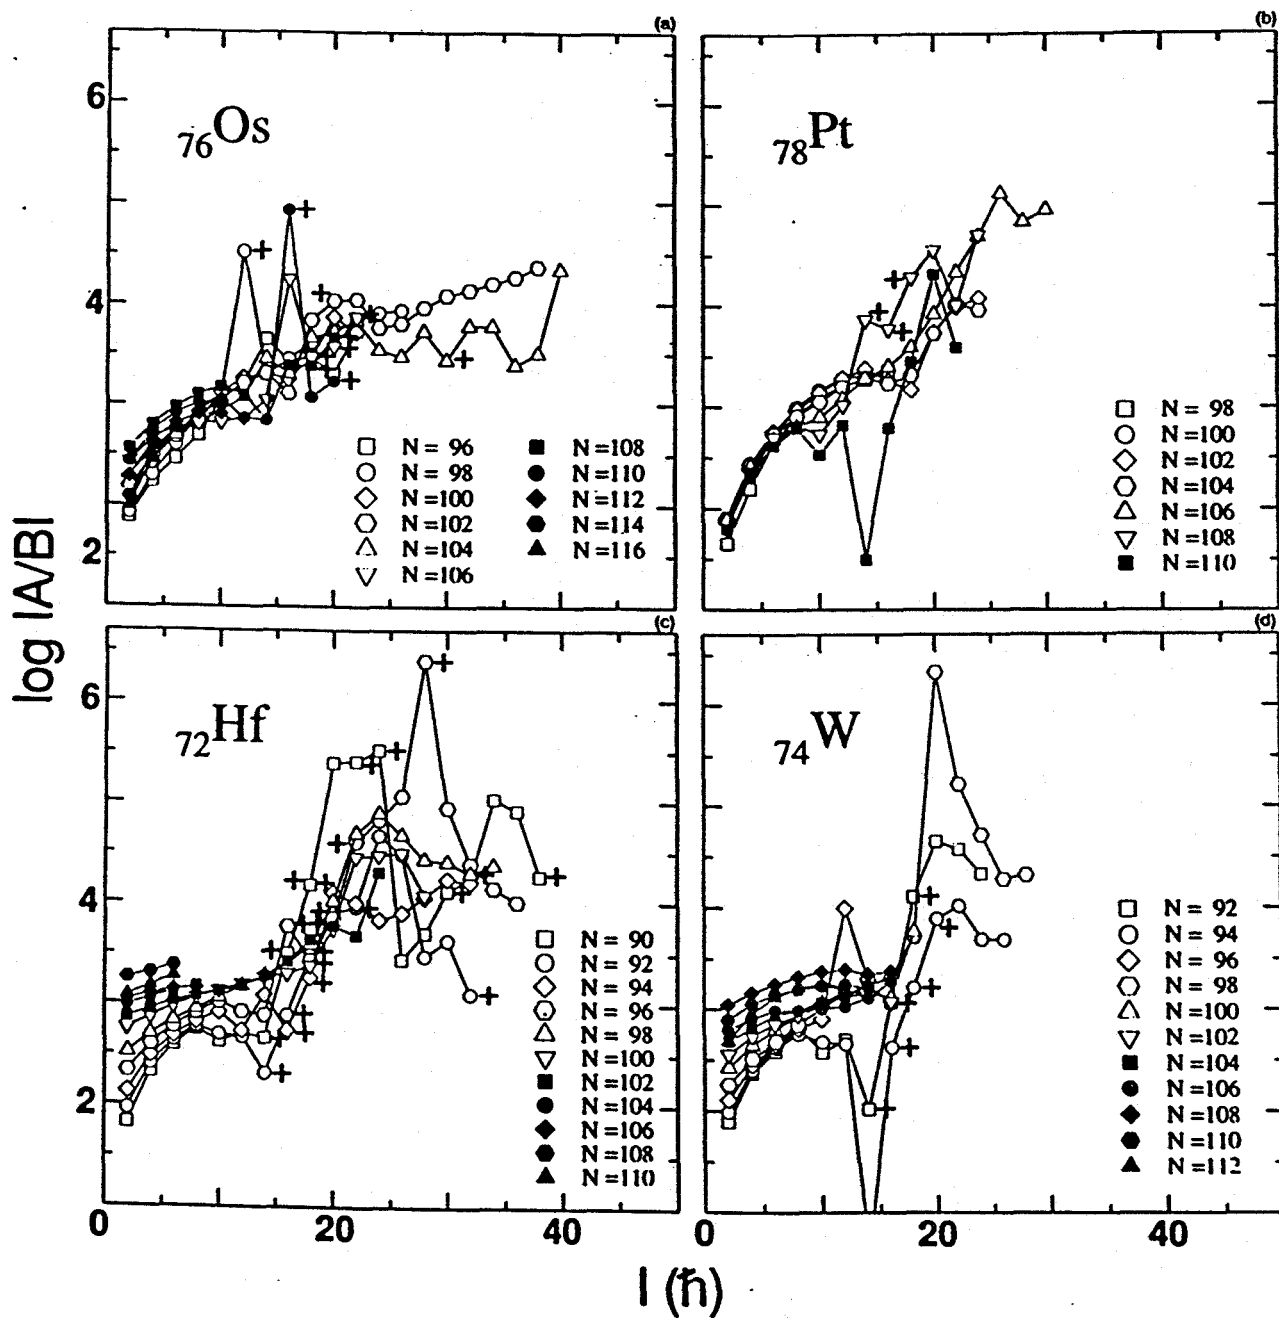 (a)
(b)
6
4
2
76Os
78Pt
N= 96
N= 98
N=100
N=102
N=104
N=106
N=108
N=110
N=112
N=114
N=116
N= 98
N=100
N=102
N=104
N=106
N=108
N=110
log IA/BI
(c)
(d)
6
4
2
72Hf
74W
N= 90
N= 92
N= 94
N= 96
N= 98
N=100
N=102
N=104
N=106
N=108
N=110
N= 92
N= 94
N= 96
N= 98
N=100
N=102
N=104
N=106
N=108
N=110
N=112
0 20 40
0 20 40
I (ħ)